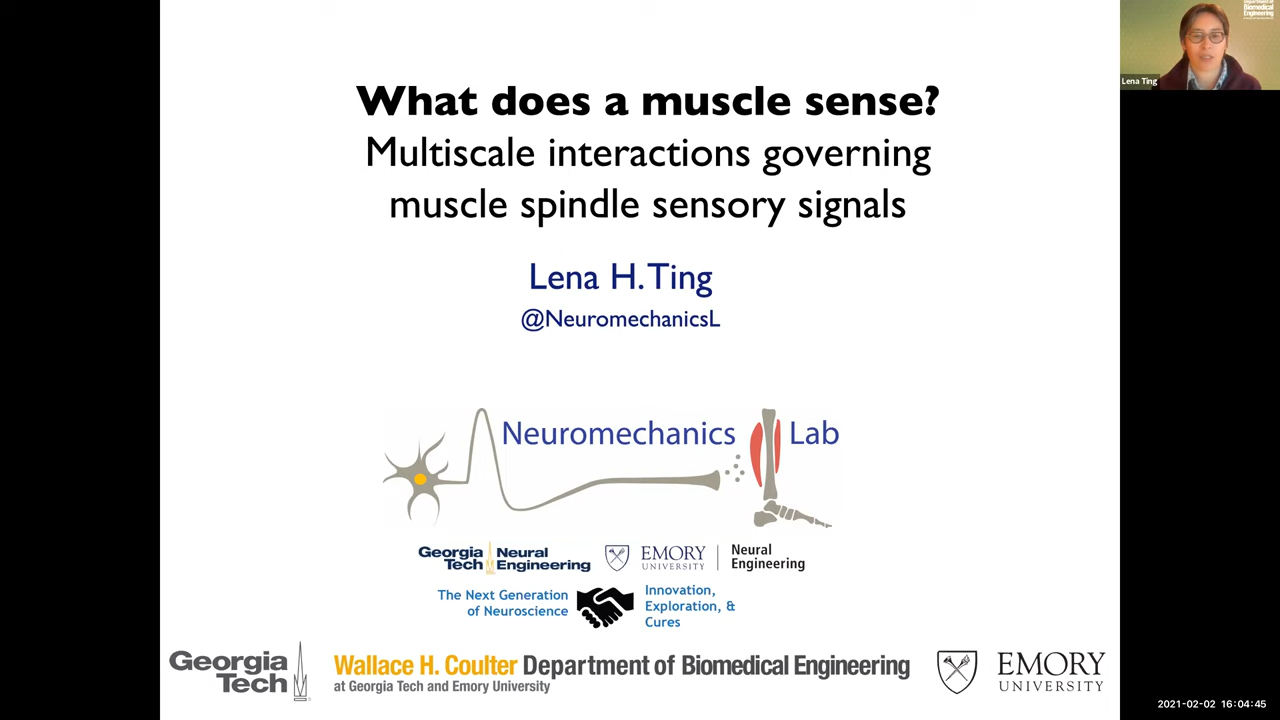 What does a muscle sense?
Multiscale interactions governing
muscle spindle sensory signals
Lena H. Ting
@NeuromechanicsL
Neuromechanics Lab
Georgia Tech Neural Engineering
EMORY UNIVERSITY
Neural Engineering
The Next Generation
of Neuroscience
Innovation,
Exploration, &
Cures
Georgia
Tech
Wallace H. Coulter Department of Biomedical Engineering
at Georgia Tech and Emory University
EMORY
UNIVERSITY
Biomedical
Engineering
Lena Ting
2021-02-02 16:04:45